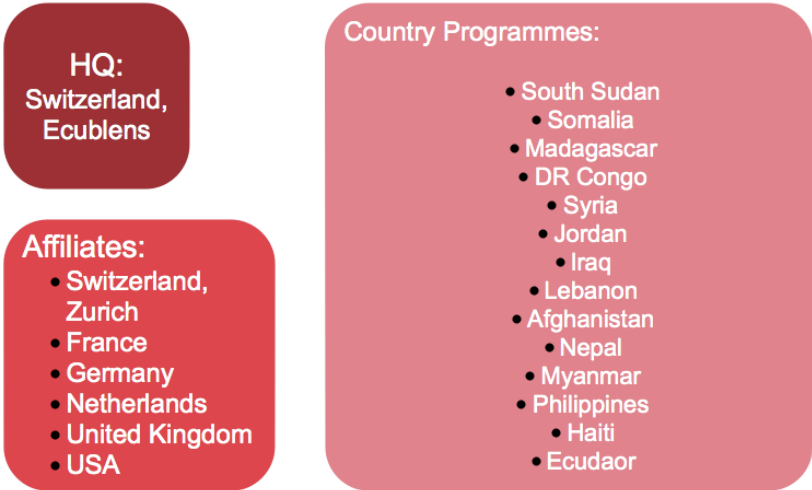 HQ:
Switzerland,
Ecublens
Affiliates:
• Switzerland,
Zurich
• France
• Germany
• Netherlands
• United Kingdom
• USA
Country Programmes:
• South Sudan
• Somalia
• Madagascar
• DR Congo
• Syria
• Jordan
• Iraq
• Lebanon
• Afghanistan
• Nepal
• Myanmar
• Philippines
• Haiti
• Ecudaor